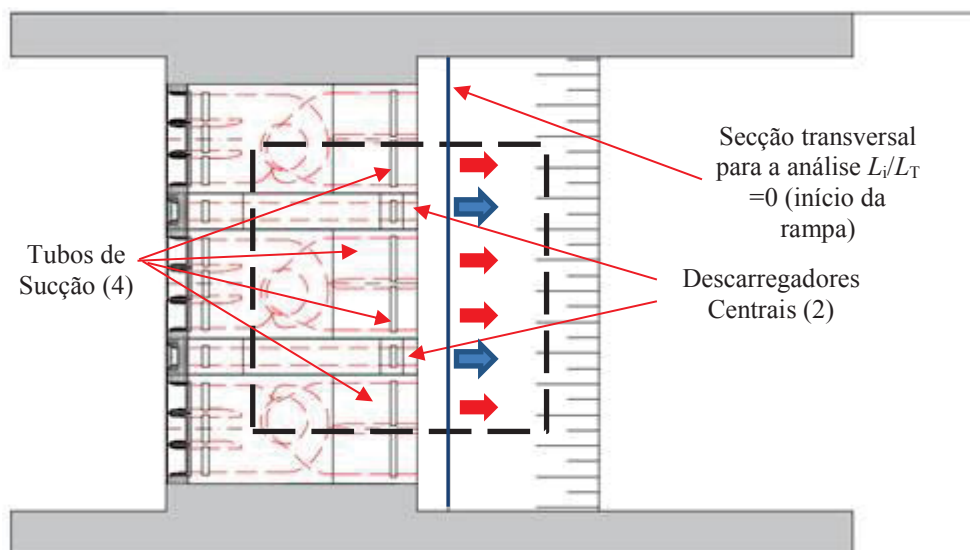 Tubos de
Sucção (4)
Secção transversal
para a análise Li/LT
=0 (início da
rampa)
Descarregadores
Centrais (2)